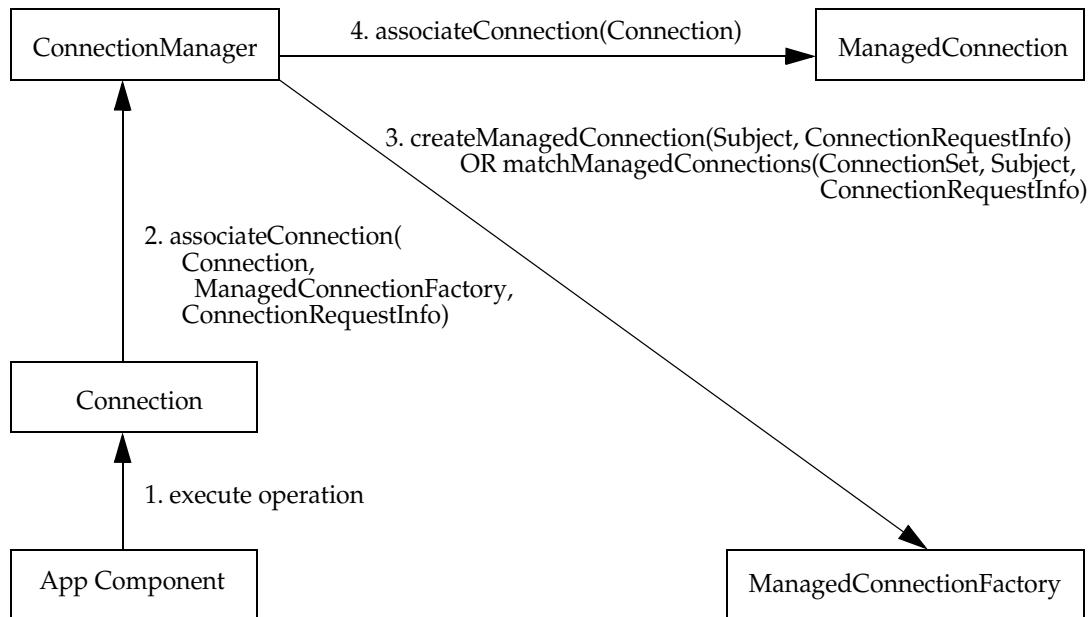 4. associateConnection(Connection)
ConnectionManager
ManagedConnection
3. createManagedConnection(Subject, ConnectionRequestInfo)
OR matchManagedConnections(ConnectionSet, Subject,
ConnectionRequestInfo)
2. associateConnection(
Connection,
ManagedConnectionFactory,
ConnectionRequestInfo)
Connection
1. execute operation
App Component
ManagedConnectionFactory